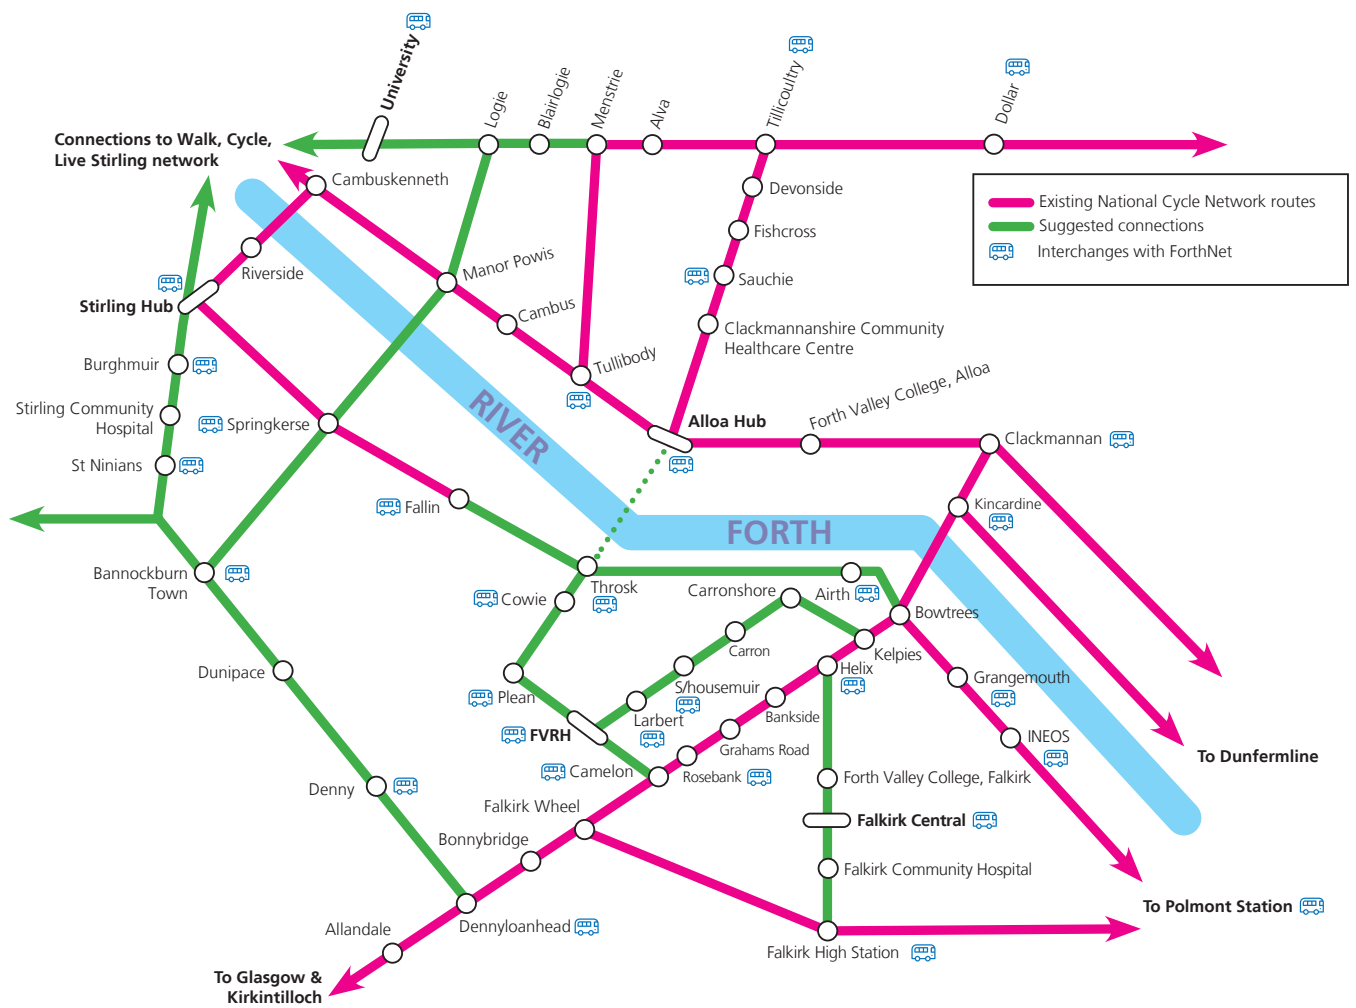 University
Logie
Blairlogie
Menstrie
Alva
Tillicoultry
Dollar
Connections to Walk, Cycle,
Live Stirling network
Cambuskenneth
Devonside
Existing National Cycle Network routes
Suggested connections
Interchanges with ForthNet
Fishcross
Riverside
Manor Powis
Sauchie
Stirling Hub
Cambus
Clackmannanshire Community
Healthcare Centre
Burghmuir
Tullibody
Stirling Community
Hospital
Springkerse
RIVER
Alloa Hub
Forth Valley College, Alloa
Clackmannan
St Ninians
Fallin
Kincardine
FORTH
Bannockburn
Town
Cowie
Throsk
Carronshore
Airth
Bowtrees
Carron
Kelpies
Dunipace
Plean
S/housemuir
Helix
Grangemouth
FVRH
Larbert
Bankside
INEOS
Grahams Road
To Dunfermline
Camelon
Rosebank
Forth Valley College, Falkirk
Denny
Falkirk Wheel
Falkirk Central
Bonnybridge
Falkirk Community Hospital
To Polmont Station
Dennyloanhead
Allandale
Falkirk High Station
To Glasgow &
Kirkintilloch